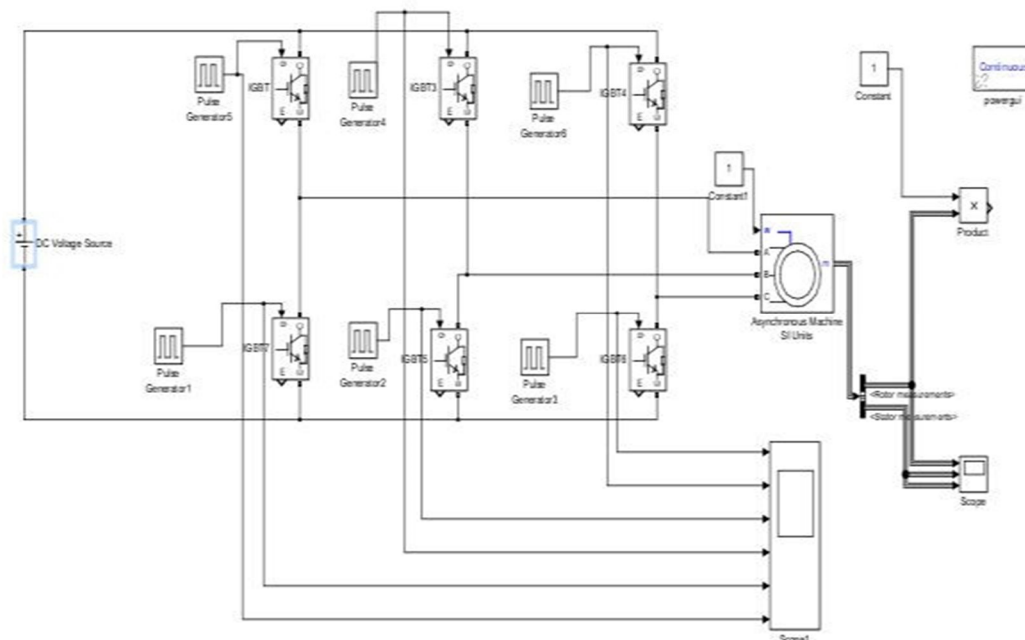 Pulse
Generator5
IGBT
Pulse
Generator4
IGBT3
Pulse
Generator6
IGBT4
1
Constant
Continuous
powergui
1
Constant1
X
Product
DC Voltage Source
w
A
B
C
m
Asynchronous Machine
SI Units
Pulse
Generator1
IGBT7
Pulse
Generator2
IGBT5
Pulse
Generator3
IGBT6
<Rotor measurements>
<Stator measurements>
Scope
Scope1